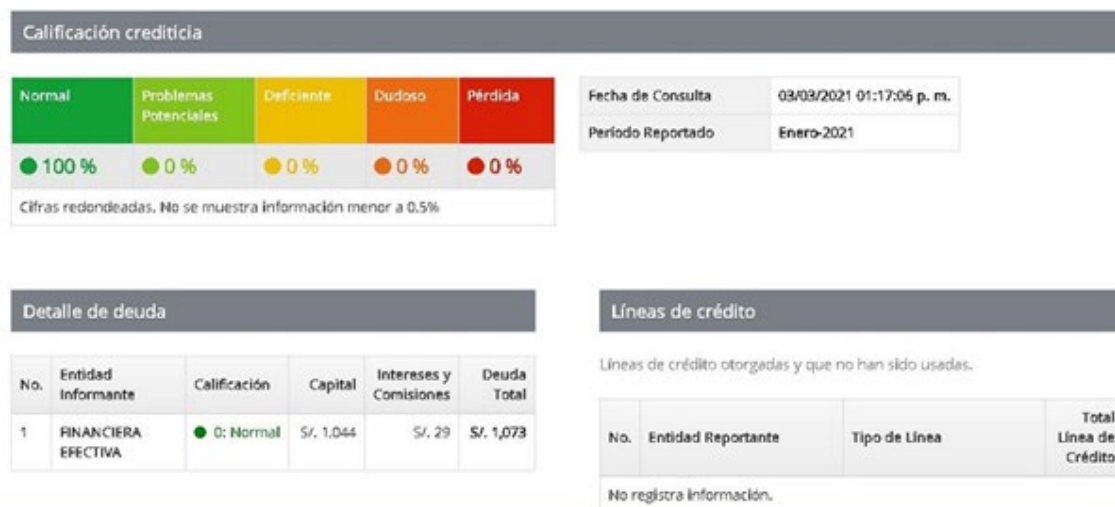 Calificación crediticia
Normal Problemas Potenciales Deficiente Dudoso Pérdida
100 % 0 % 0 % 0 % 0 %
Cifras redondeadas. No se muestra información menor a 0.5%
Fecha de Consulta 03/03/2021 01:17:06 p. m.
Período Reportado Enero-2021
Detalle de deuda
No. Entidad Informante Calificación Capital Intereses y Comisiones Deuda Total
1 FINANCIERA EFECTIVA 0: Normal S/. 1,044 S/. 29 S/. 1,073
Líneas de crédito
Líneas de crédito otorgadas y que no han sido usadas.
No. Entidad Reportante Tipo de Línea Total Línea de Crédito
No registra información.